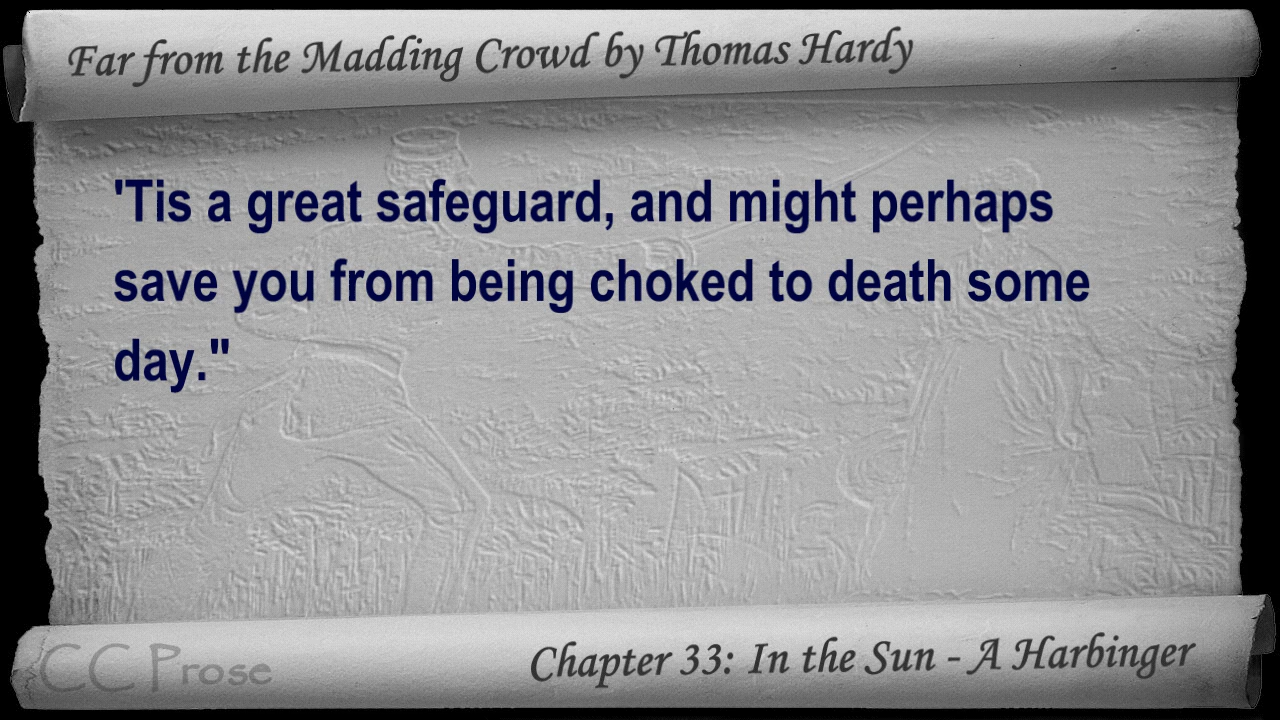 Far from the Madding Crowd by Thomas Hardy
'Tis a great safeguard, and might perhaps
save you from being choked to death some
day."
CC Prose
Chapter 33: In the Sun - A Harbinger